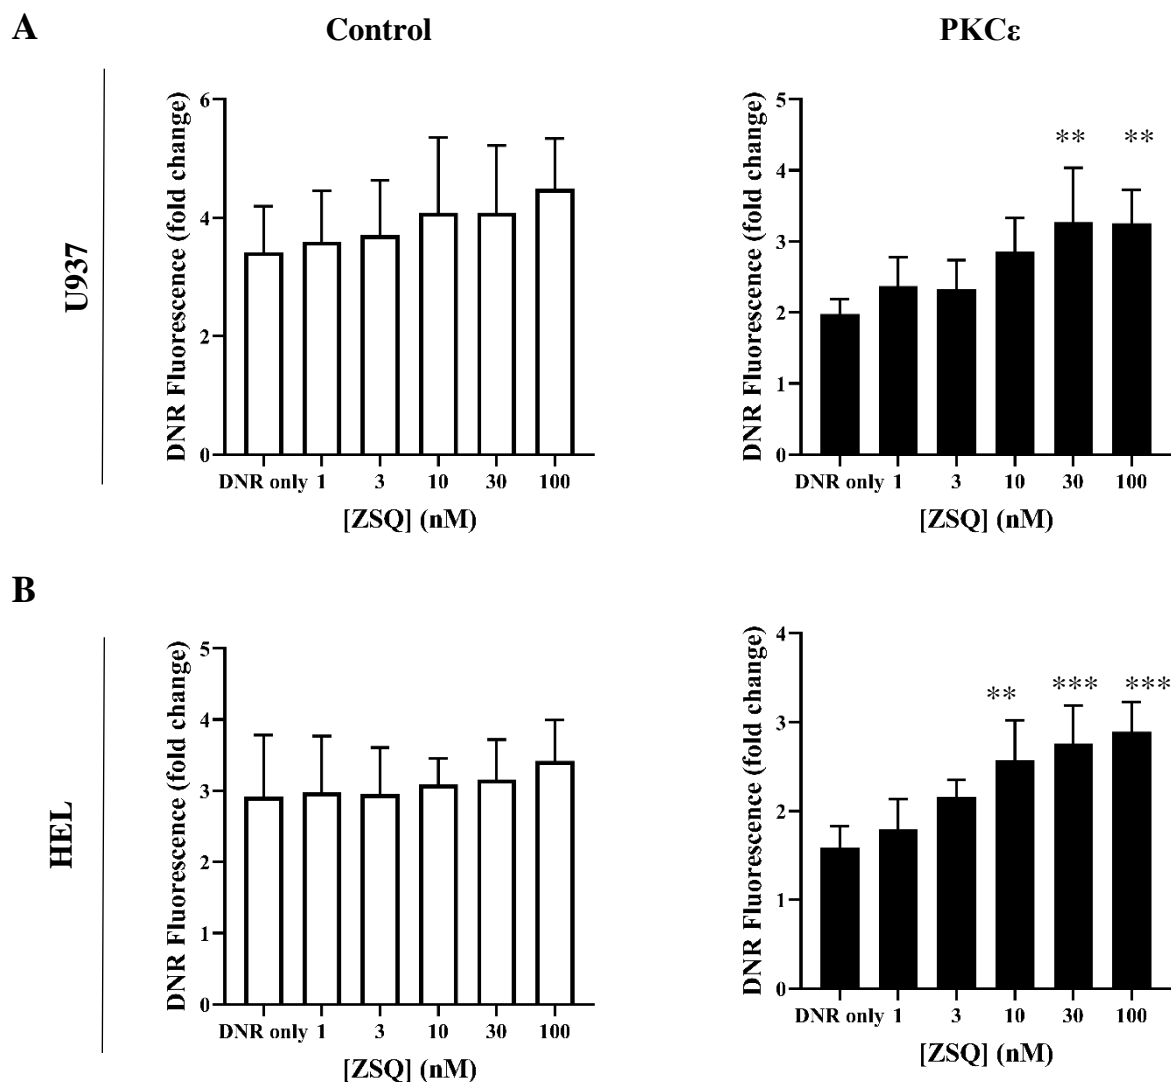 A
Control
PKCε
U937
DNR Fluorescence (fold change)
6
4
2
0
DNR only 1 3 10 30 100
[ZSQ] (nM)
DNR Fluorescence (fold change)
5
4
3
2
1
0
** **
DNR only 1 3 10 30 100
[ZSQ] (nM)
B
HEL
DNR Fluorescence (fold change)
5
4
3
2
1
0
DNR only 1 3 10 30 100
[ZSQ] (nM)
DNR Fluorescence (fold change)
4
3
2
1
0
** *** ***
DNR only 1 3 10 30 100
[ZSQ] (nM)